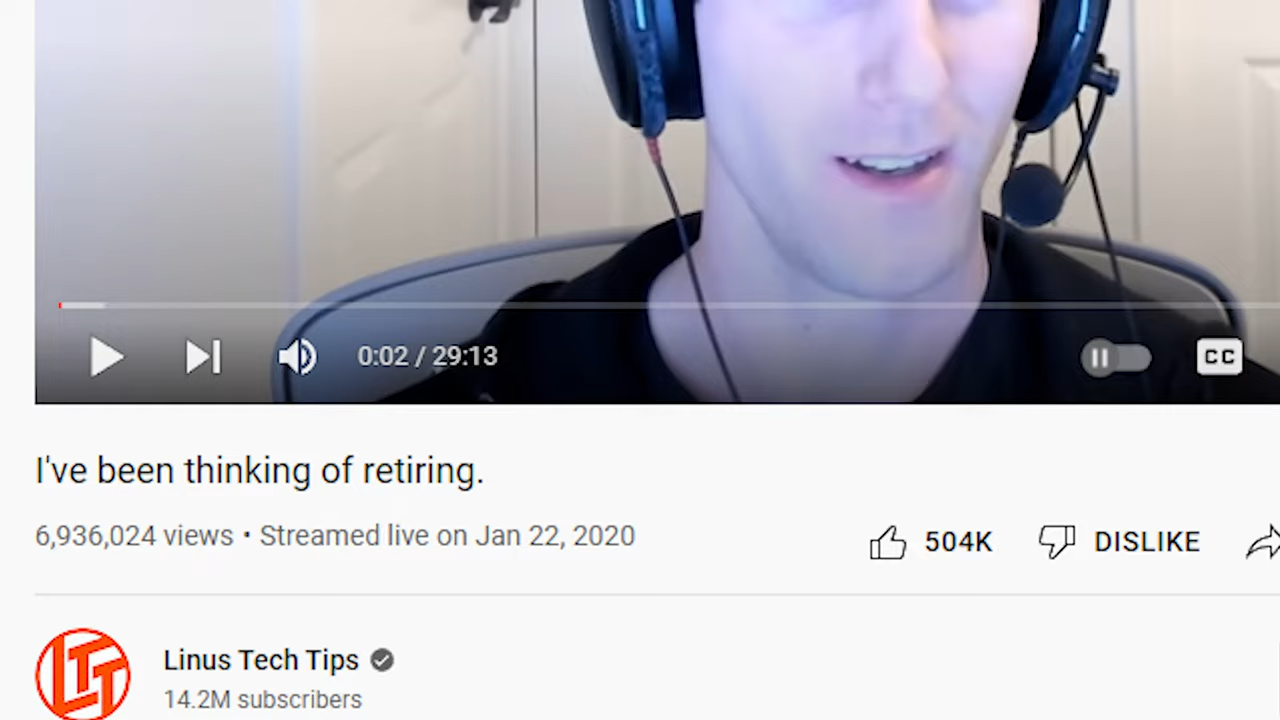 0:02 / 29:13
CC
I've been thinking of retiring.
6,936,024 views • Streamed live on Jan 22, 2020
504K
DISLIKE
LTT
Linus Tech Tips
14.2M subscribers